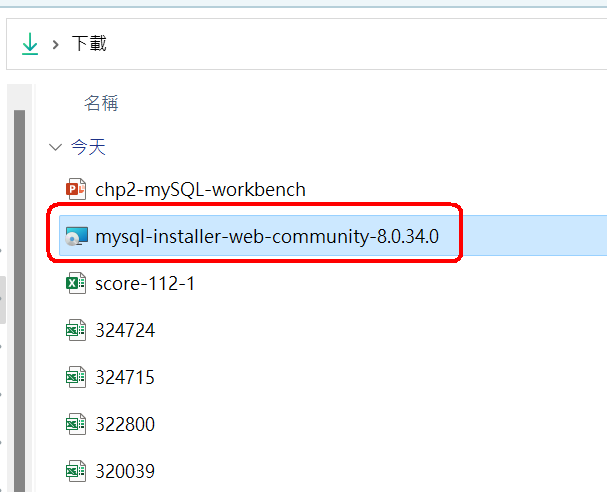 下載
名稱
今天
chp2-mySQL-workbench
mysql-installer-web-community-8.0.34.0
score-112-1
324724
324715
322800
320039